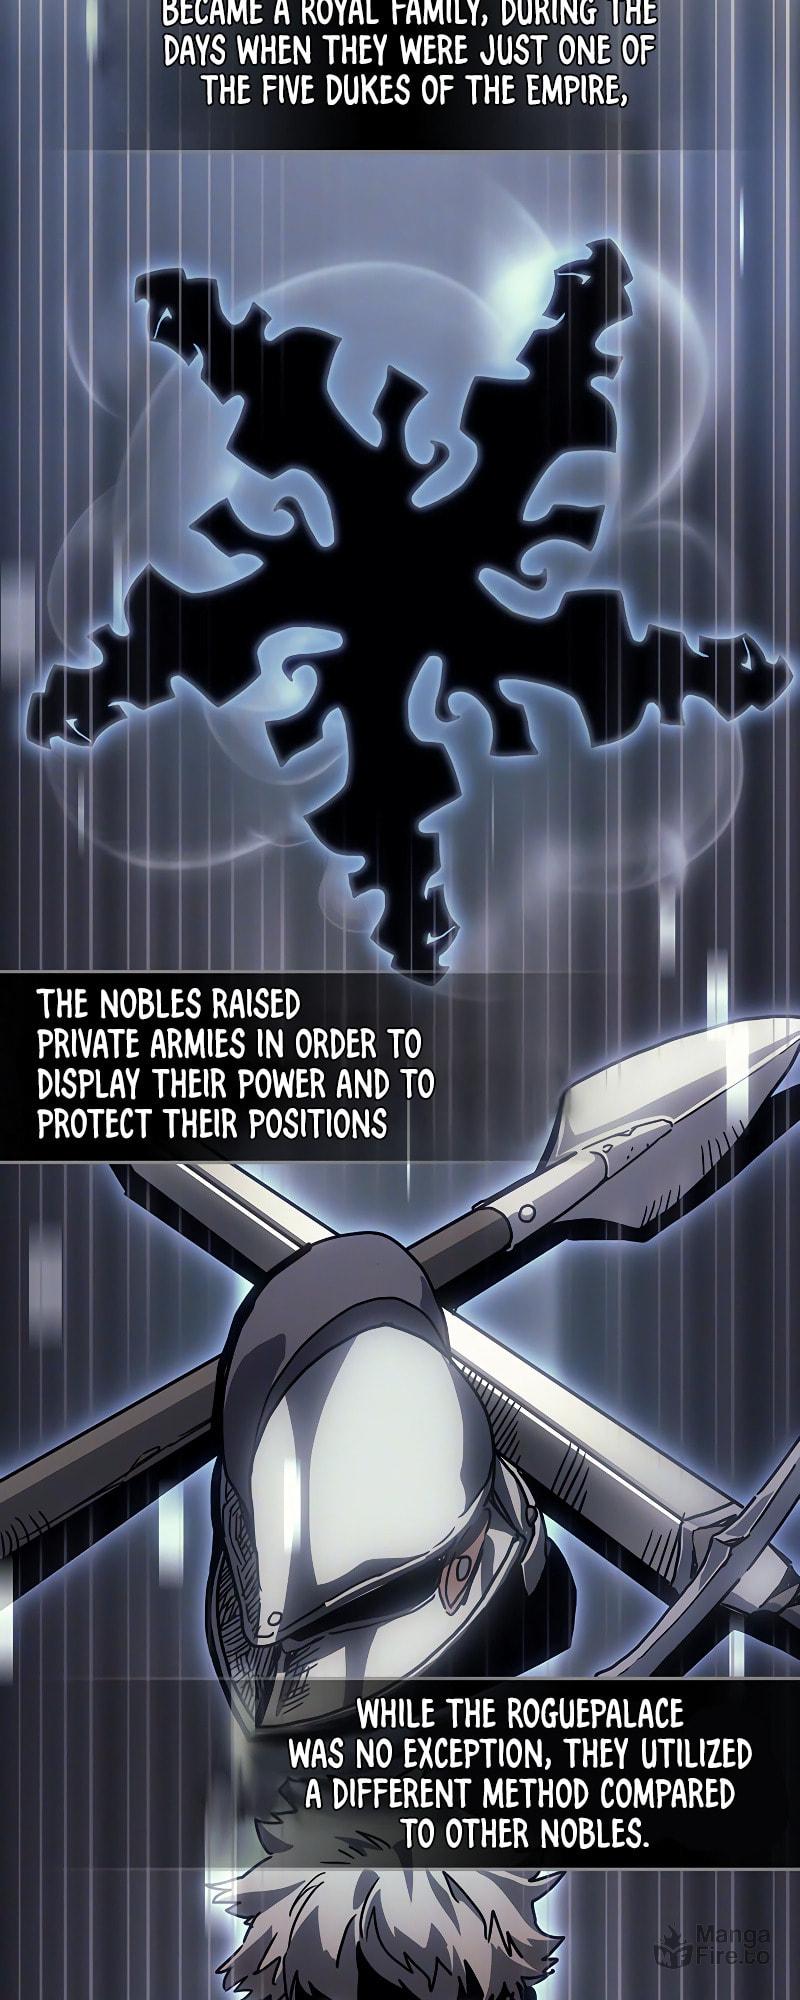 BECAME A ROYAL FAMILY, DURING THE
DAYS WHEN THEY WERE JUST ONE OF
THE FIVE DUKES OF THE EMPIRE,
THE NOBLES RAISED
PRIVATE ARMIES IN ORDER TO
DISPLAY THEIR POWER AND TO
PROTECT THEIR POSITIONS
WHILE THE ROGUEPALACE
WAS NO EXCEPTION, THEY UTILIZED
A DIFFERENT METHOD COMPARED
TO OTHER NOBLES.
Manga
Fire.to